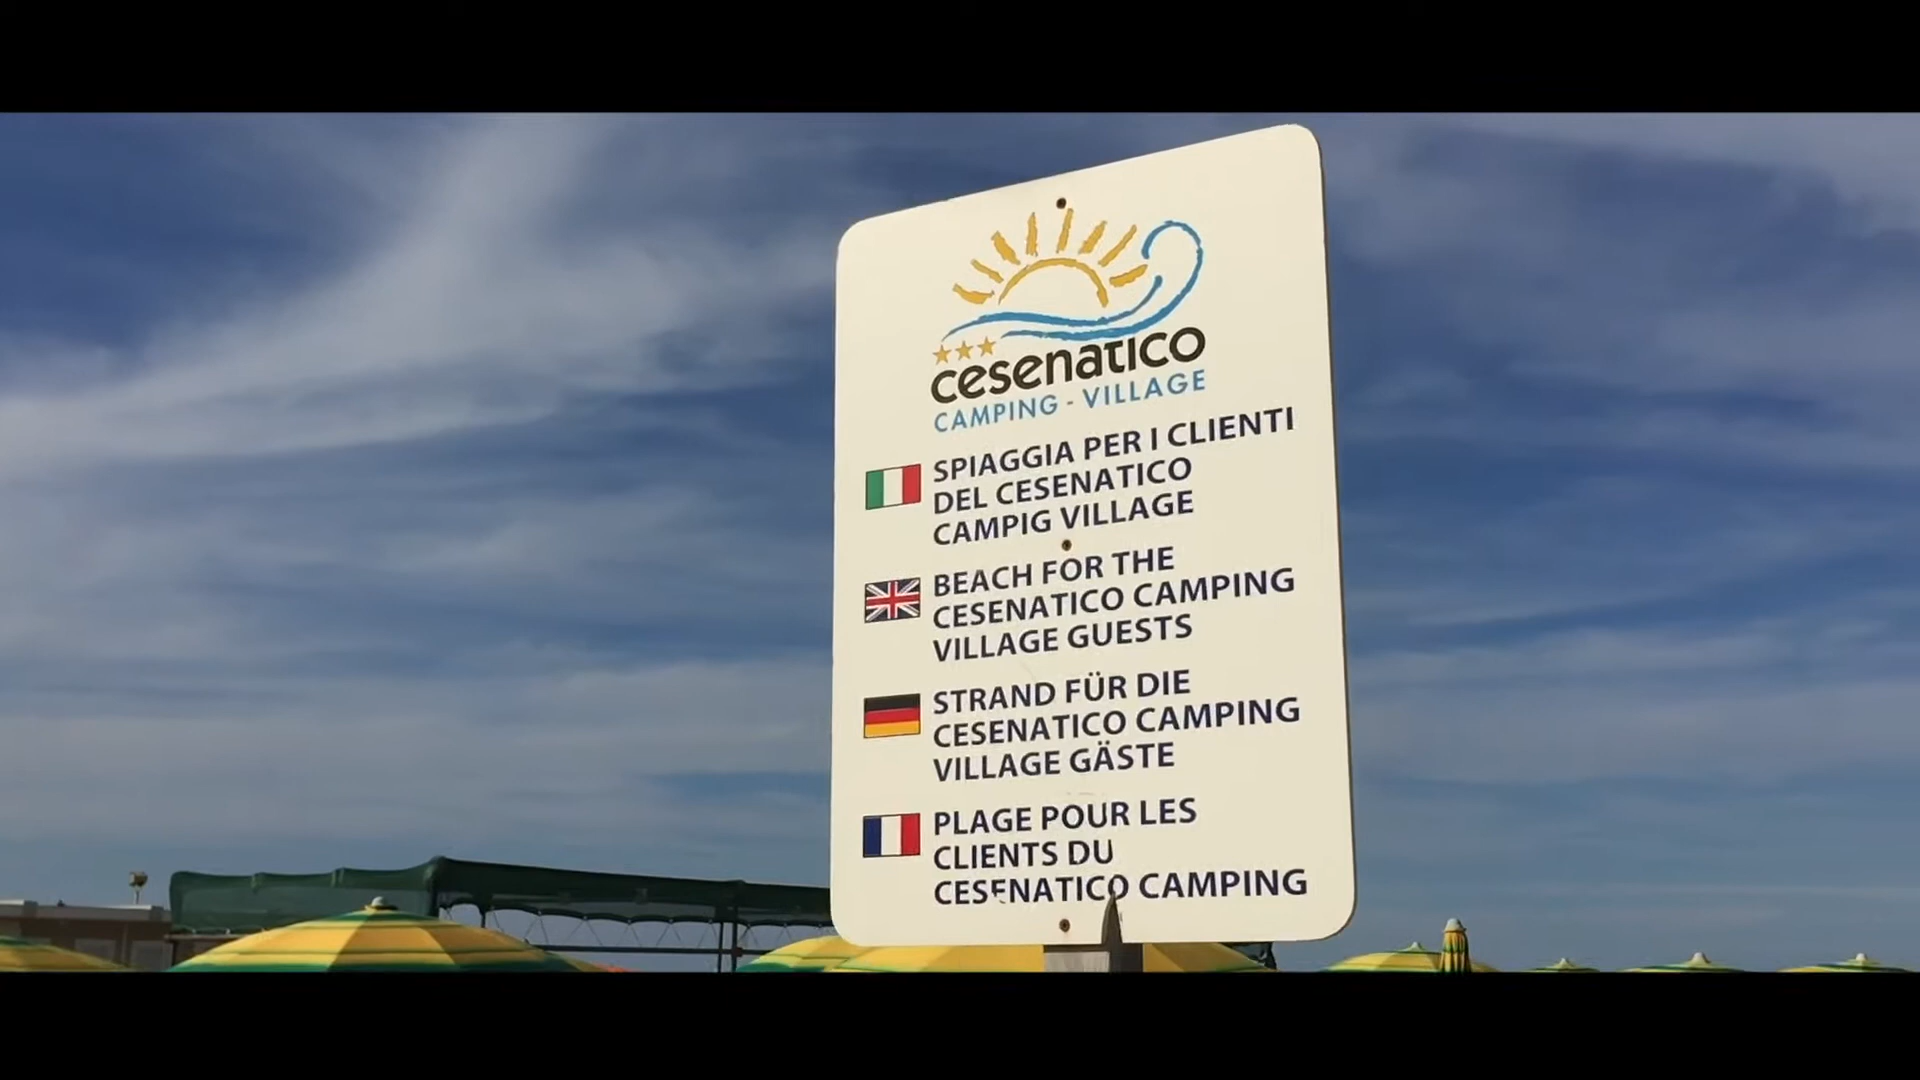 cesenatico
CAMPING - VILLAGE
SPIAGGIA PER I CLIENTI
DEL CESENATICO
CAMPIG VILLAGE
BEACH FOR THE
CESENATICO CAMPING
VILLAGE GUESTS
STRAND FÜR DIE
CESENATICO CAMPING
VILLAGE GÄSTE
PLAGE POUR LES
CLIENTS DU
CESENATICO CAMPING